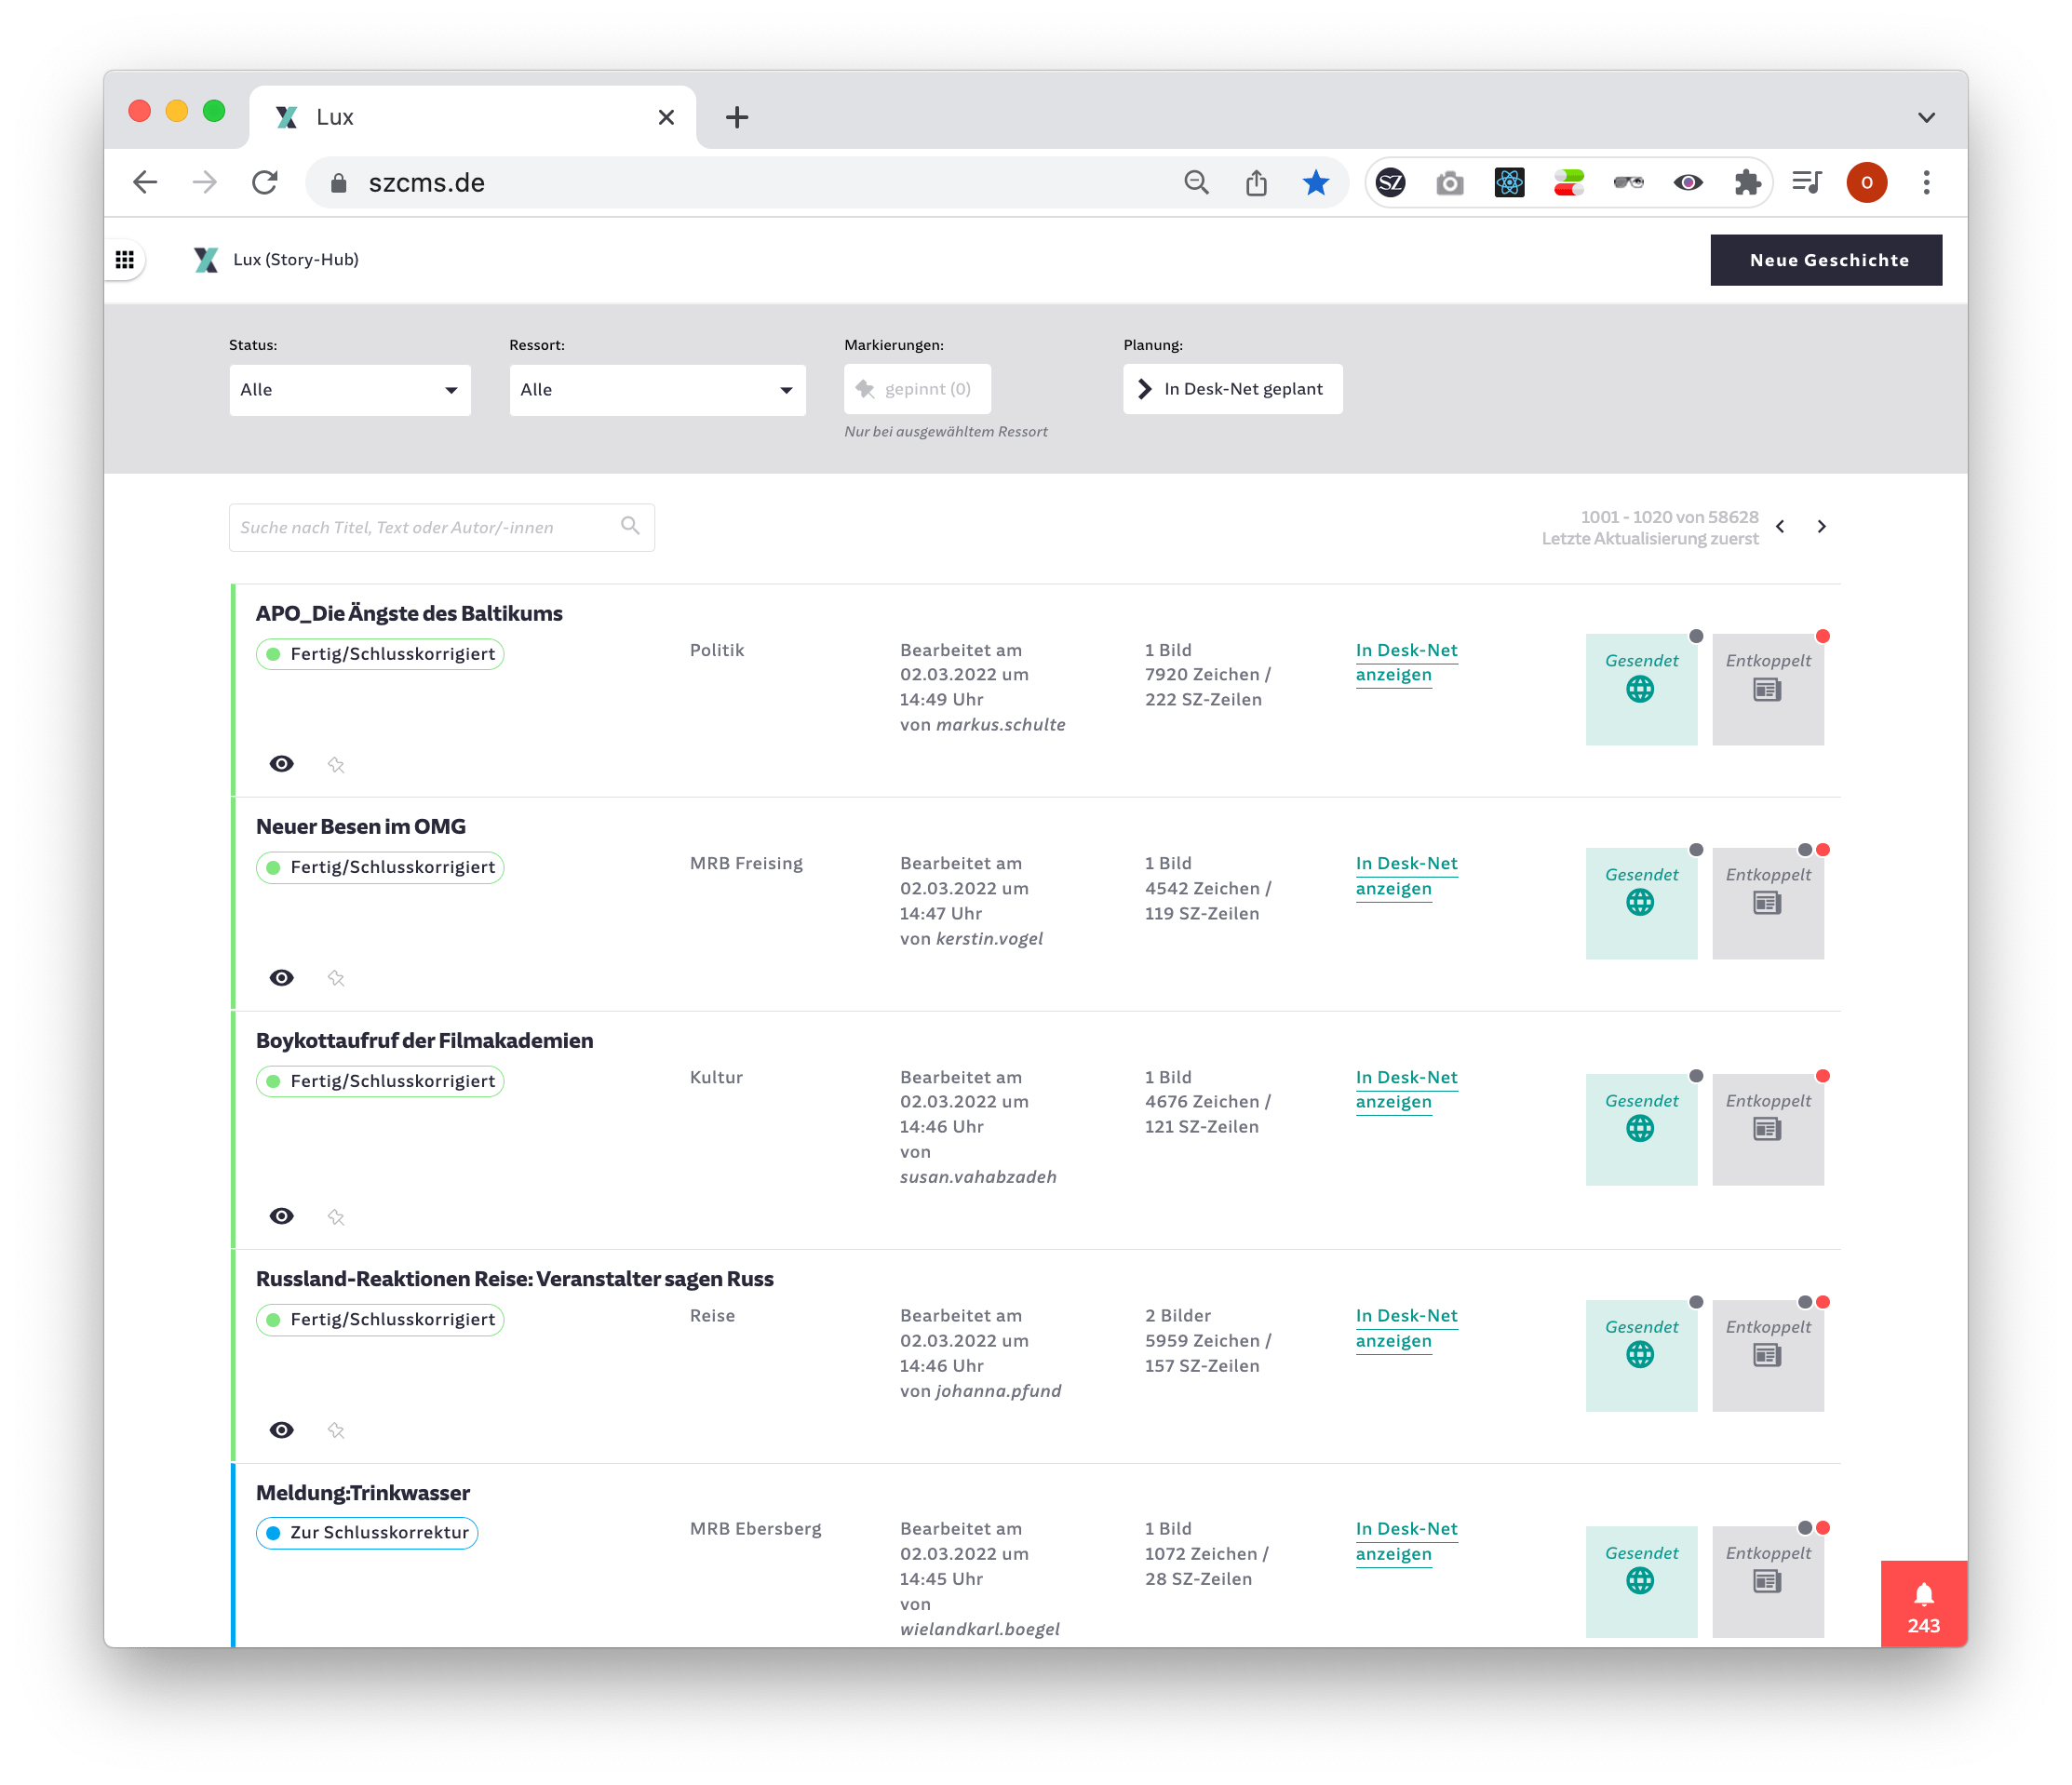 Lux
szcms.de
SZ
O
Lux (Story-Hub)
Neue Geschichte
Status:
Ressort:
Markierungen:
Planung:
Alle
Alle
gepinnt (0)
In Desk-Net geplant
Nur bei ausgewähltem Ressort
Suche nach Titel, Text oder Autor/-innen
1001 - 1020 von 58628
Letzte Aktualisierung zuerst
APO_Die Ängste des Baltikums
Fertig/Schlusskorrigiert
Politik
Bearbeitet am
02.03.2022 um
14:49 Uhr
von markus.schulte
1 Bild
7920 Zeichen /
222 SZ-Zeilen
In Desk-Net
anzeigen
Gesendet
Entkoppelt
Neuer Besen im OMG
Fertig/Schlusskorrigiert
MRB Freising
Bearbeitet am
02.03.2022 um
14:47 Uhr
von kerstin.vogel
1 Bild
4542 Zeichen /
119 SZ-Zeilen
In Desk-Net
anzeigen
Gesendet
Entkoppelt
Boykottaufruf der Filmakademien
Fertig/Schlusskorrigiert
Kultur
Bearbeitet am
02.03.2022 um
14:46 Uhr
von
susan.vahabzadeh
1 Bild
4676 Zeichen /
121 SZ-Zeilen
In Desk-Net
anzeigen
Gesendet
Entkoppelt
Russland-Reaktionen Reise: Veranstalter sagen Russ
Fertig/Schlusskorrigiert
Reise
Bearbeitet am
02.03.2022 um
14:46 Uhr
von johanna.pfund
2 Bilder
5959 Zeichen /
157 SZ-Zeilen
In Desk-Net
anzeigen
Gesendet
Entkoppelt
Meldung:Trinkwasser
Zur Schlusskorrektur
MRB Ebersberg
Bearbeitet am
02.03.2022 um
14:45 Uhr
von
wielandkarl.boegel
1 Bild
1072 Zeichen /
28 SZ-Zeilen
In Desk-Net
anzeigen
Gesendet
Entkoppelt
243